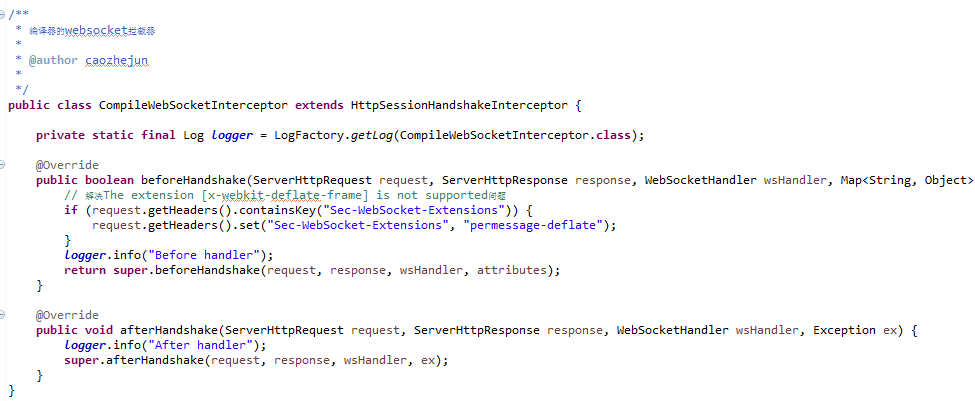 /**
 * 编译器的websocket拦截器
 *
 * @author caozhejun
 *
 */
public class CompileWebSocketInterceptor extends HttpSessionHandshakeInterceptor {
private static final Log logger = LogFactory.getLog(CompileWebSocketInterceptor.class);
@Override
public boolean beforeHandshake(ServerHttpRequest request, ServerHttpResponse response, WebSocketHandler wsHandler, Map<String, Object>
// 解决The extension [x-webkit-deflate-frame] is not supported问题
if (request.getHeaders().containsKey("Sec-WebSocket-Extensions")) {
request.getHeaders().set("Sec-WebSocket-Extensions", "permessage-deflate");
}
logger.info("Before handler");
return super.beforeHandshake(request, response, wsHandler, attributes);
}
@Override
public void afterHandshake(ServerHttpRequest request, ServerHttpResponse response, WebSocketHandler wsHandler, Exception ex) {
logger.info("After handler");
super.afterHandshake(request, response, wsHandler, ex);
}
}